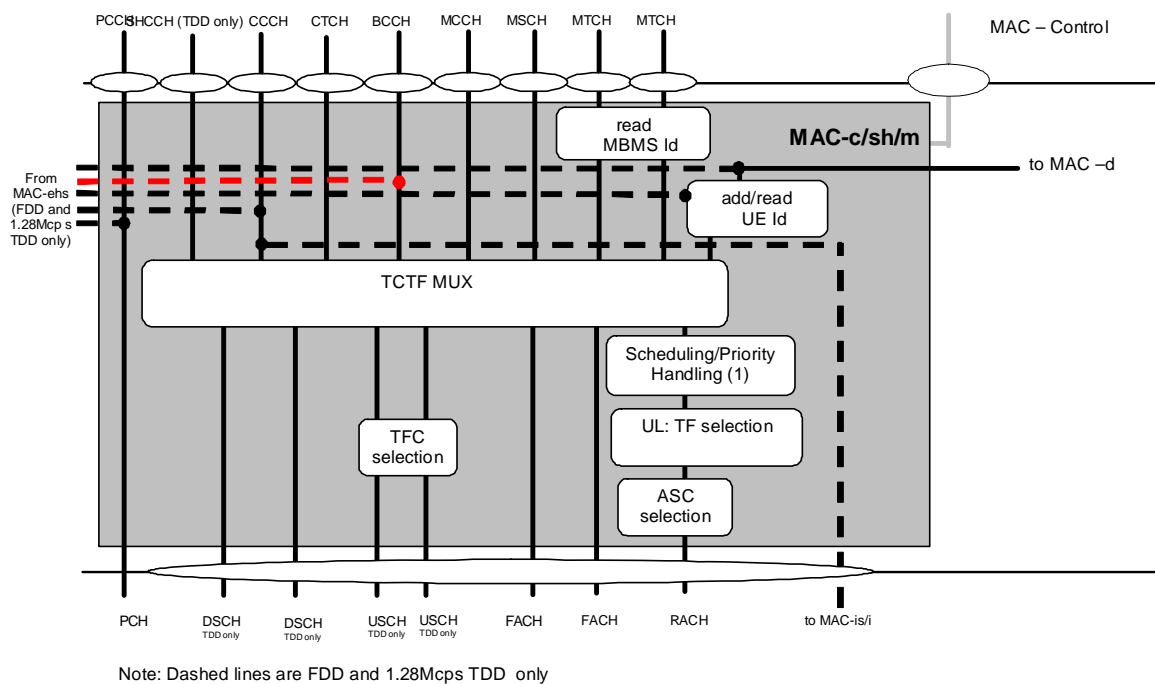 PCCH SHCCH (TDD only) CCCH CTCH BCCH MCCH MSCH MTCH MTCH
MAC – Control
read
MBMS Id
MAC-c/sh/m
to MAC –d
From
MAC-ehs
(FDD and
1.28Mcp s
TDD only)
add/read
UE Id
TCTF MUX
Scheduling/Priority
Handling (1)
UL: TF selection
TFC
selection
ASC
selection
PCH DSCH DSCH USCH USCH FACH FACH RACH to MAC-is/i
TDD only TDD only TDD only TDD only
Note: Dashed lines are FDD and 1.28Mcps TDD only